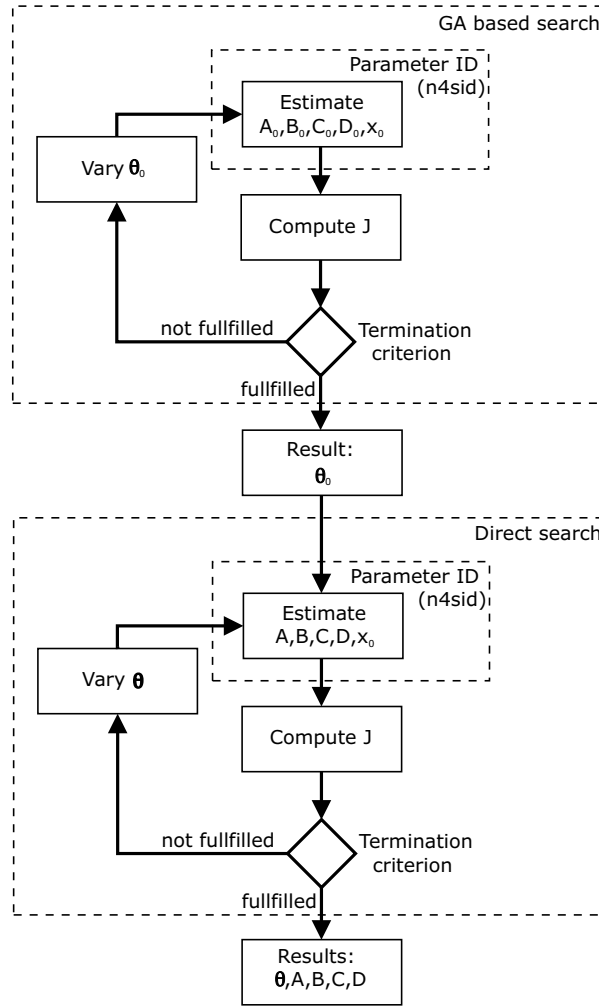 GA based search
Parameter ID
(n4sid)
Estimate
A₀,B₀,C₀,D₀,x₀
Vary θ₀
Compute J
not fullfilled
Termination
criterion
fullfilled
Result:
θ₀
Direct search
Parameter ID
(n4sid)
Estimate
A,B,C,D,x₀
Vary θ
Compute J
not fullfilled
Termination
criterion
fullfilled
Results:
θ,A,B,C,D